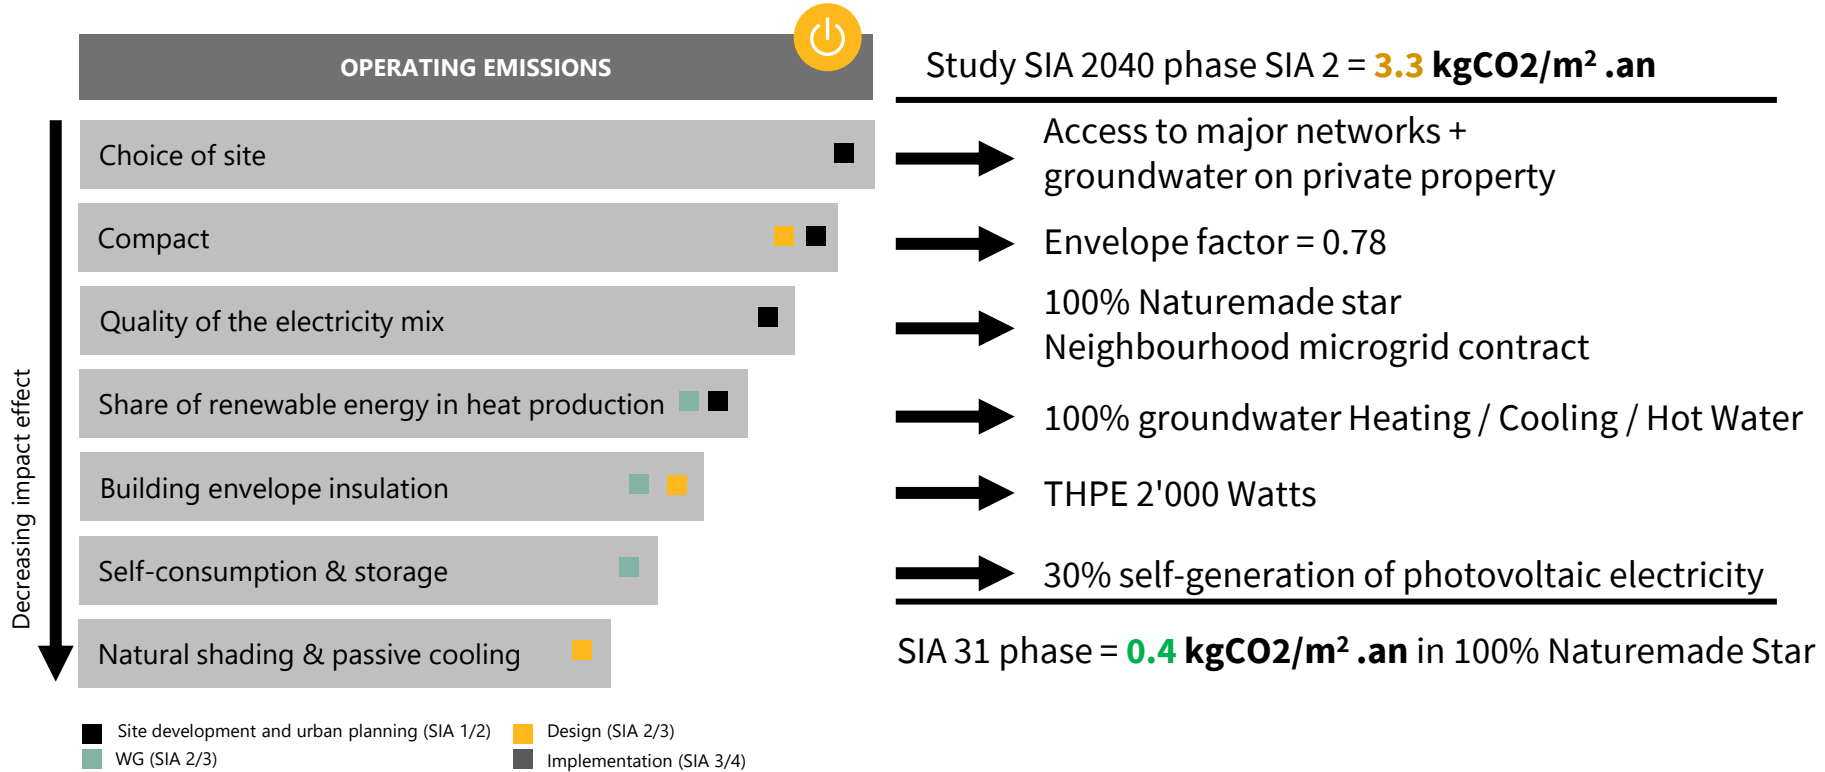 OPERATING EMISSIONS
Study SIA 2040 phase SIA 2 = 3.3 kgCO2/m² .an
Decreasing impact effect
Choice of site
Access to major networks +
groundwater on private property
Compact
Envelope factor = 0.78
Quality of the electricity mix
100% Naturemade star
Neighbourhood microgrid contract
Share of renewable energy in heat production
100% groundwater Heating / Cooling / Hot Water
Building envelope insulation
THPE 2'000 Watts
Self-consumption & storage
30% self-generation of photovoltaic electricity
Natural shading & passive cooling
SIA 31 phase = 0.4 kgCO2/m² .an in 100% Naturemade Star
Site development and urban planning (SIA 1/2)
Design (SIA 2/3)
WG (SIA 2/3)
Implementation (SIA 3/4)